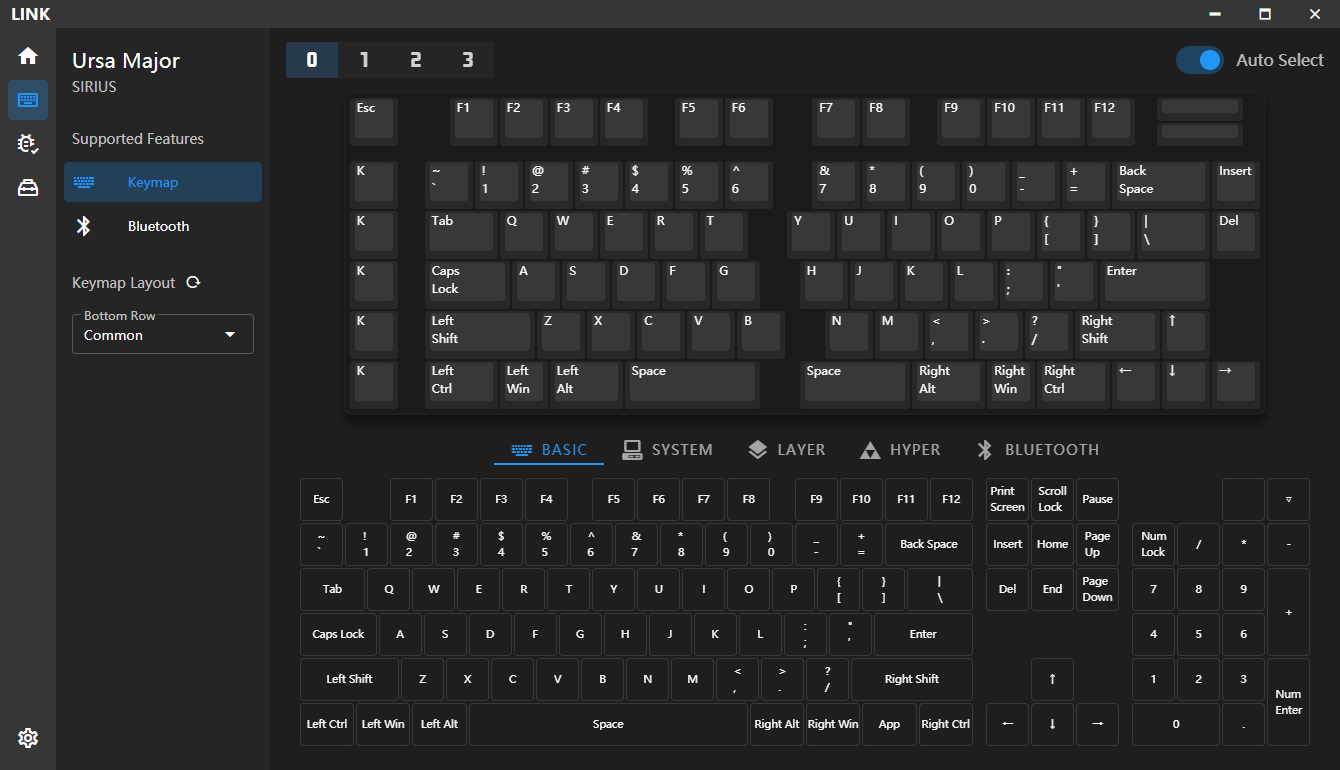 LINK
Ursa Major
SIRIUS
Supported Features
Keymap
Bluetooth
Keymap Layout
Bottom Row
Common
0 1 2 3
Auto Select
Esc F1 F2 F3 F4 F5 F6 F7 F8 F9 F10 F11 F12
K ~ ! @ # $ % ^ & * ( ) _ + Back Insert
` 1 2 3 4 5 6 7 8 9 0 - = Space
K Tab Q W E R T Y U I O P { } | Del
[ ] \
K Caps A S D F G H J K L : " Enter
Lock ; '
K Left Z X C V B N M < > ? Right ↑
Shift , . / Shift
K Left Left Left Space Space Right Right Right ← ↓ →
Ctrl Win Alt Alt Win Ctrl
BASIC SYSTEM LAYER HYPER BLUETOOTH
Esc F1 F2 F3 F4 F5 F6 F7 F8 F9 F10 F11 F12 Print Scroll Pause ▿
Screen Lock
~ ! @ # $ % ^ & * ( ) _ + Back Space Insert Home Page Num / * -
` 1 2 3 4 5 6 7 8 9 0 - = Up Lock
Tab Q W E R T Y U I O P { } | Del End Page 7 8 9 +
[ ] \ Down
Caps Lock A S D F G H J K L : " Enter 4 5 6
; '
Left Shift Z X C V B N M < > ? Right Shift ↑ 1 2 3 Num
, . / Enter
Left Ctrl Left Win Left Alt Space Right Alt Right Win App Right Ctrl ← ↓ → 0 .